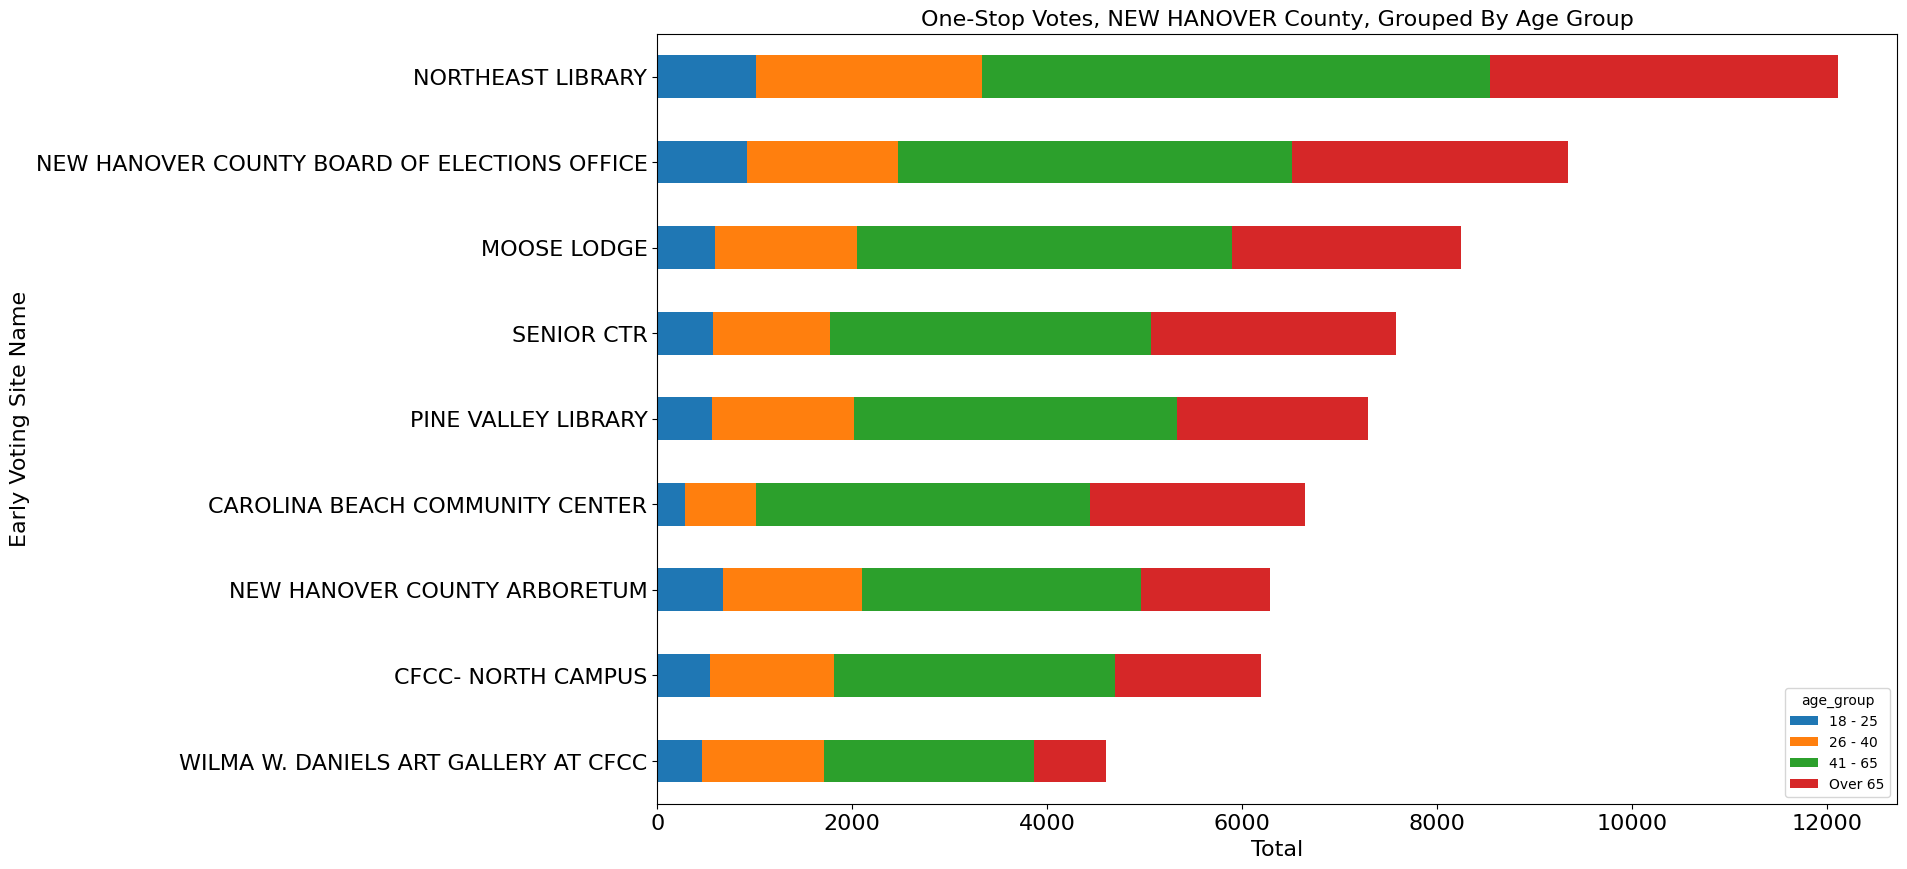 One-Stop Votes, NEW HANOVER County, Grouped By Age Group
Early Voting Site Name
NORTHEAST LIBRARY
NEW HANOVER COUNTY BOARD OF ELECTIONS OFFICE
MOOSE LODGE
SENIOR CTR
PINE VALLEY LIBRARY
CAROLINA BEACH COMMUNITY CENTER
NEW HANOVER COUNTY ARBORETUM
CFCC- NORTH CAMPUS
WILMA W. DANIELS ART GALLERY AT CFCC
age_group
18 - 25
26 - 40
41 - 65
Over 65
0 2000 4000 6000 8000 10000 12000
Total